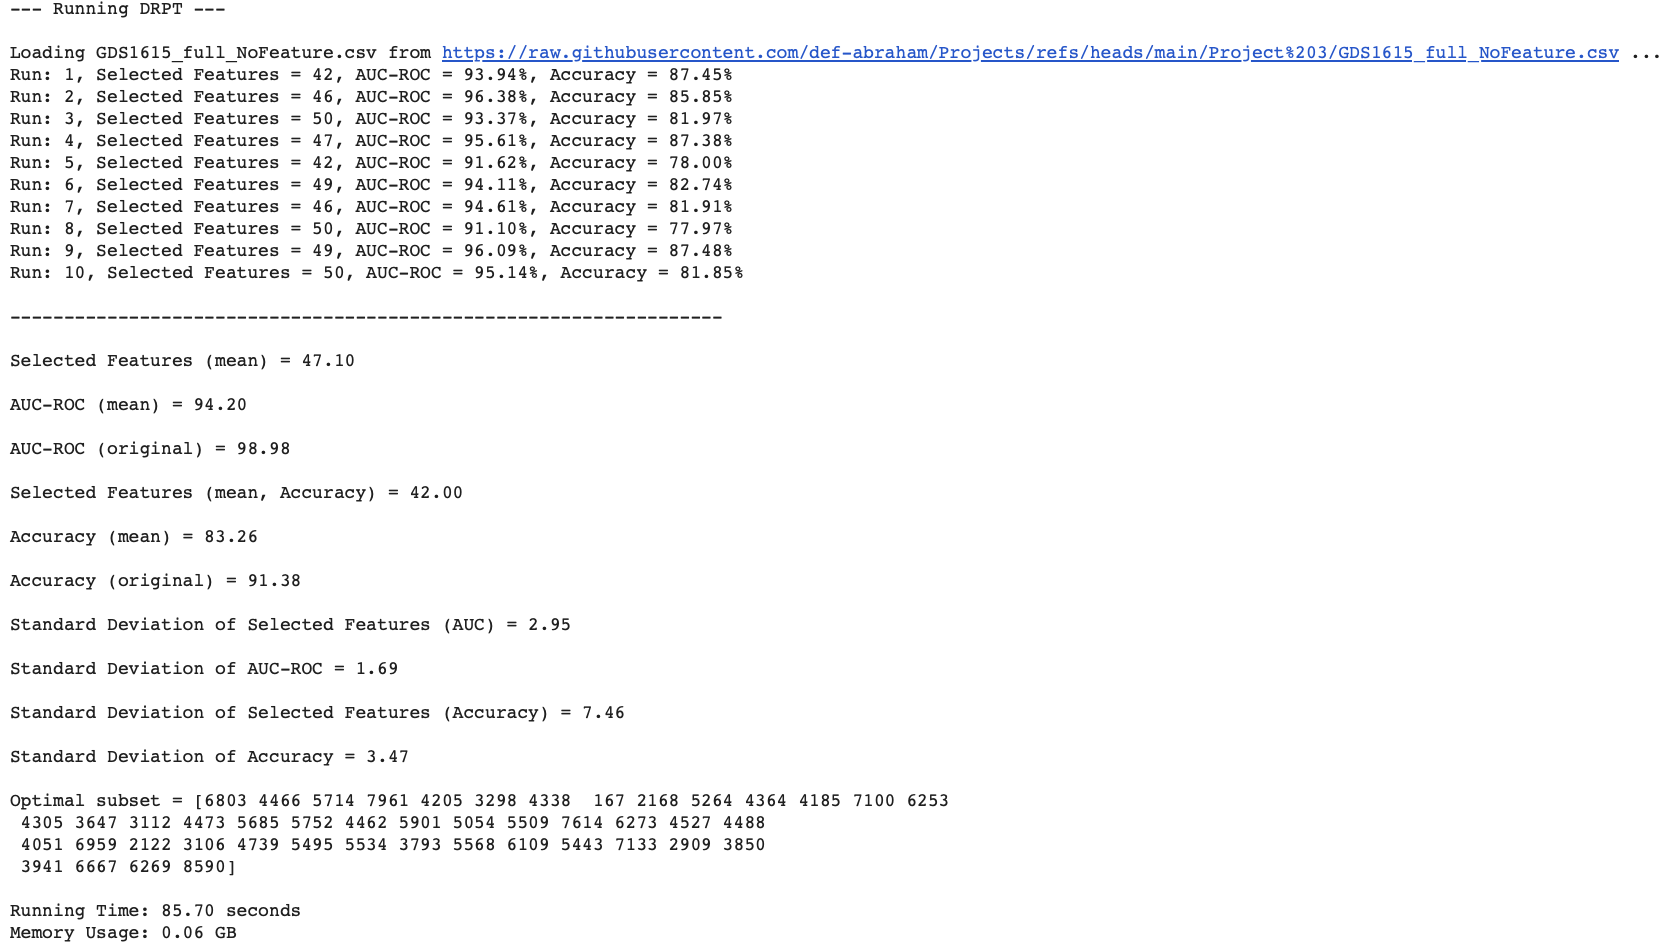 --- Running DRPT ---
Loading GDS1615_full_NoFeature.csv from https://raw.githubusercontent.com/def-abraham/Projects/refs/heads/main/Project%203/GDS1615_full_NoFeature.csv ...
Run: 1, Selected Features = 42, AUC-ROC = 93.94%, Accuracy = 87.45%
Run: 2, Selected Features = 46, AUC-ROC = 96.38%, Accuracy = 85.85%
Run: 3, Selected Features = 50, AUC-ROC = 93.37%, Accuracy = 81.97%
Run: 4, Selected Features = 47, AUC-ROC = 95.61%, Accuracy = 87.38%
Run: 5, Selected Features = 42, AUC-ROC = 91.62%, Accuracy = 78.00%
Run: 6, Selected Features = 49, AUC-ROC = 94.11%, Accuracy = 82.74%
Run: 7, Selected Features = 46, AUC-ROC = 94.61%, Accuracy = 81.91%
Run: 8, Selected Features = 50, AUC-ROC = 91.10%, Accuracy = 77.97%
Run: 9, Selected Features = 49, AUC-ROC = 96.09%, Accuracy = 87.48%
Run: 10, Selected Features = 50, AUC-ROC = 95.14%, Accuracy = 81.85%
------------------------------------------------------------------
Selected Features (mean) = 47.10
AUC-ROC (mean) = 94.20
AUC-ROC (original) = 98.98
Selected Features (mean, Accuracy) = 42.00
Accuracy (mean) = 83.26
Accuracy (original) = 91.38
Standard Deviation of Selected Features (AUC) = 2.95
Standard Deviation of AUC-ROC = 1.69
Standard Deviation of Selected Features (Accuracy) = 7.46
Standard Deviation of Accuracy = 3.47
Optimal subset = [6803 4466 5714 7961 4205 3298 4338  167 2168 5264 4364 4185 7100 6253
 4305 3647 3112 4473 5685 5752 4462 5901 5054 5509 7614 6273 4527 4488
 4051 6959 2122 3106 4739 5495 5534 3793 5568 6109 5443 7133 2909 3850
 3941 6667 6269 8590]
Running Time: 85.70 seconds
Memory Usage: 0.06 GB